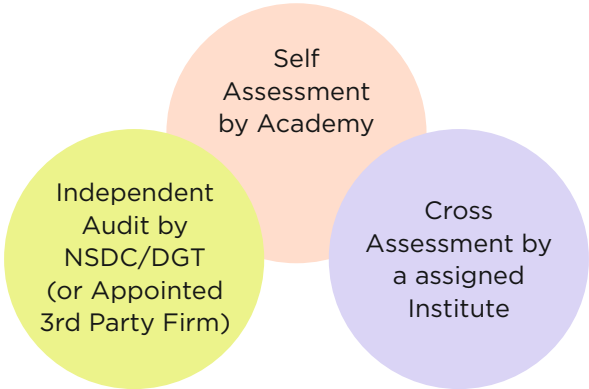 Self
Assessment
by Academy
Independent
Audit by
NSDC/DGT
(or Appointed
3rd Party Firm)
Cross
Assessment by
a assigned
Institute